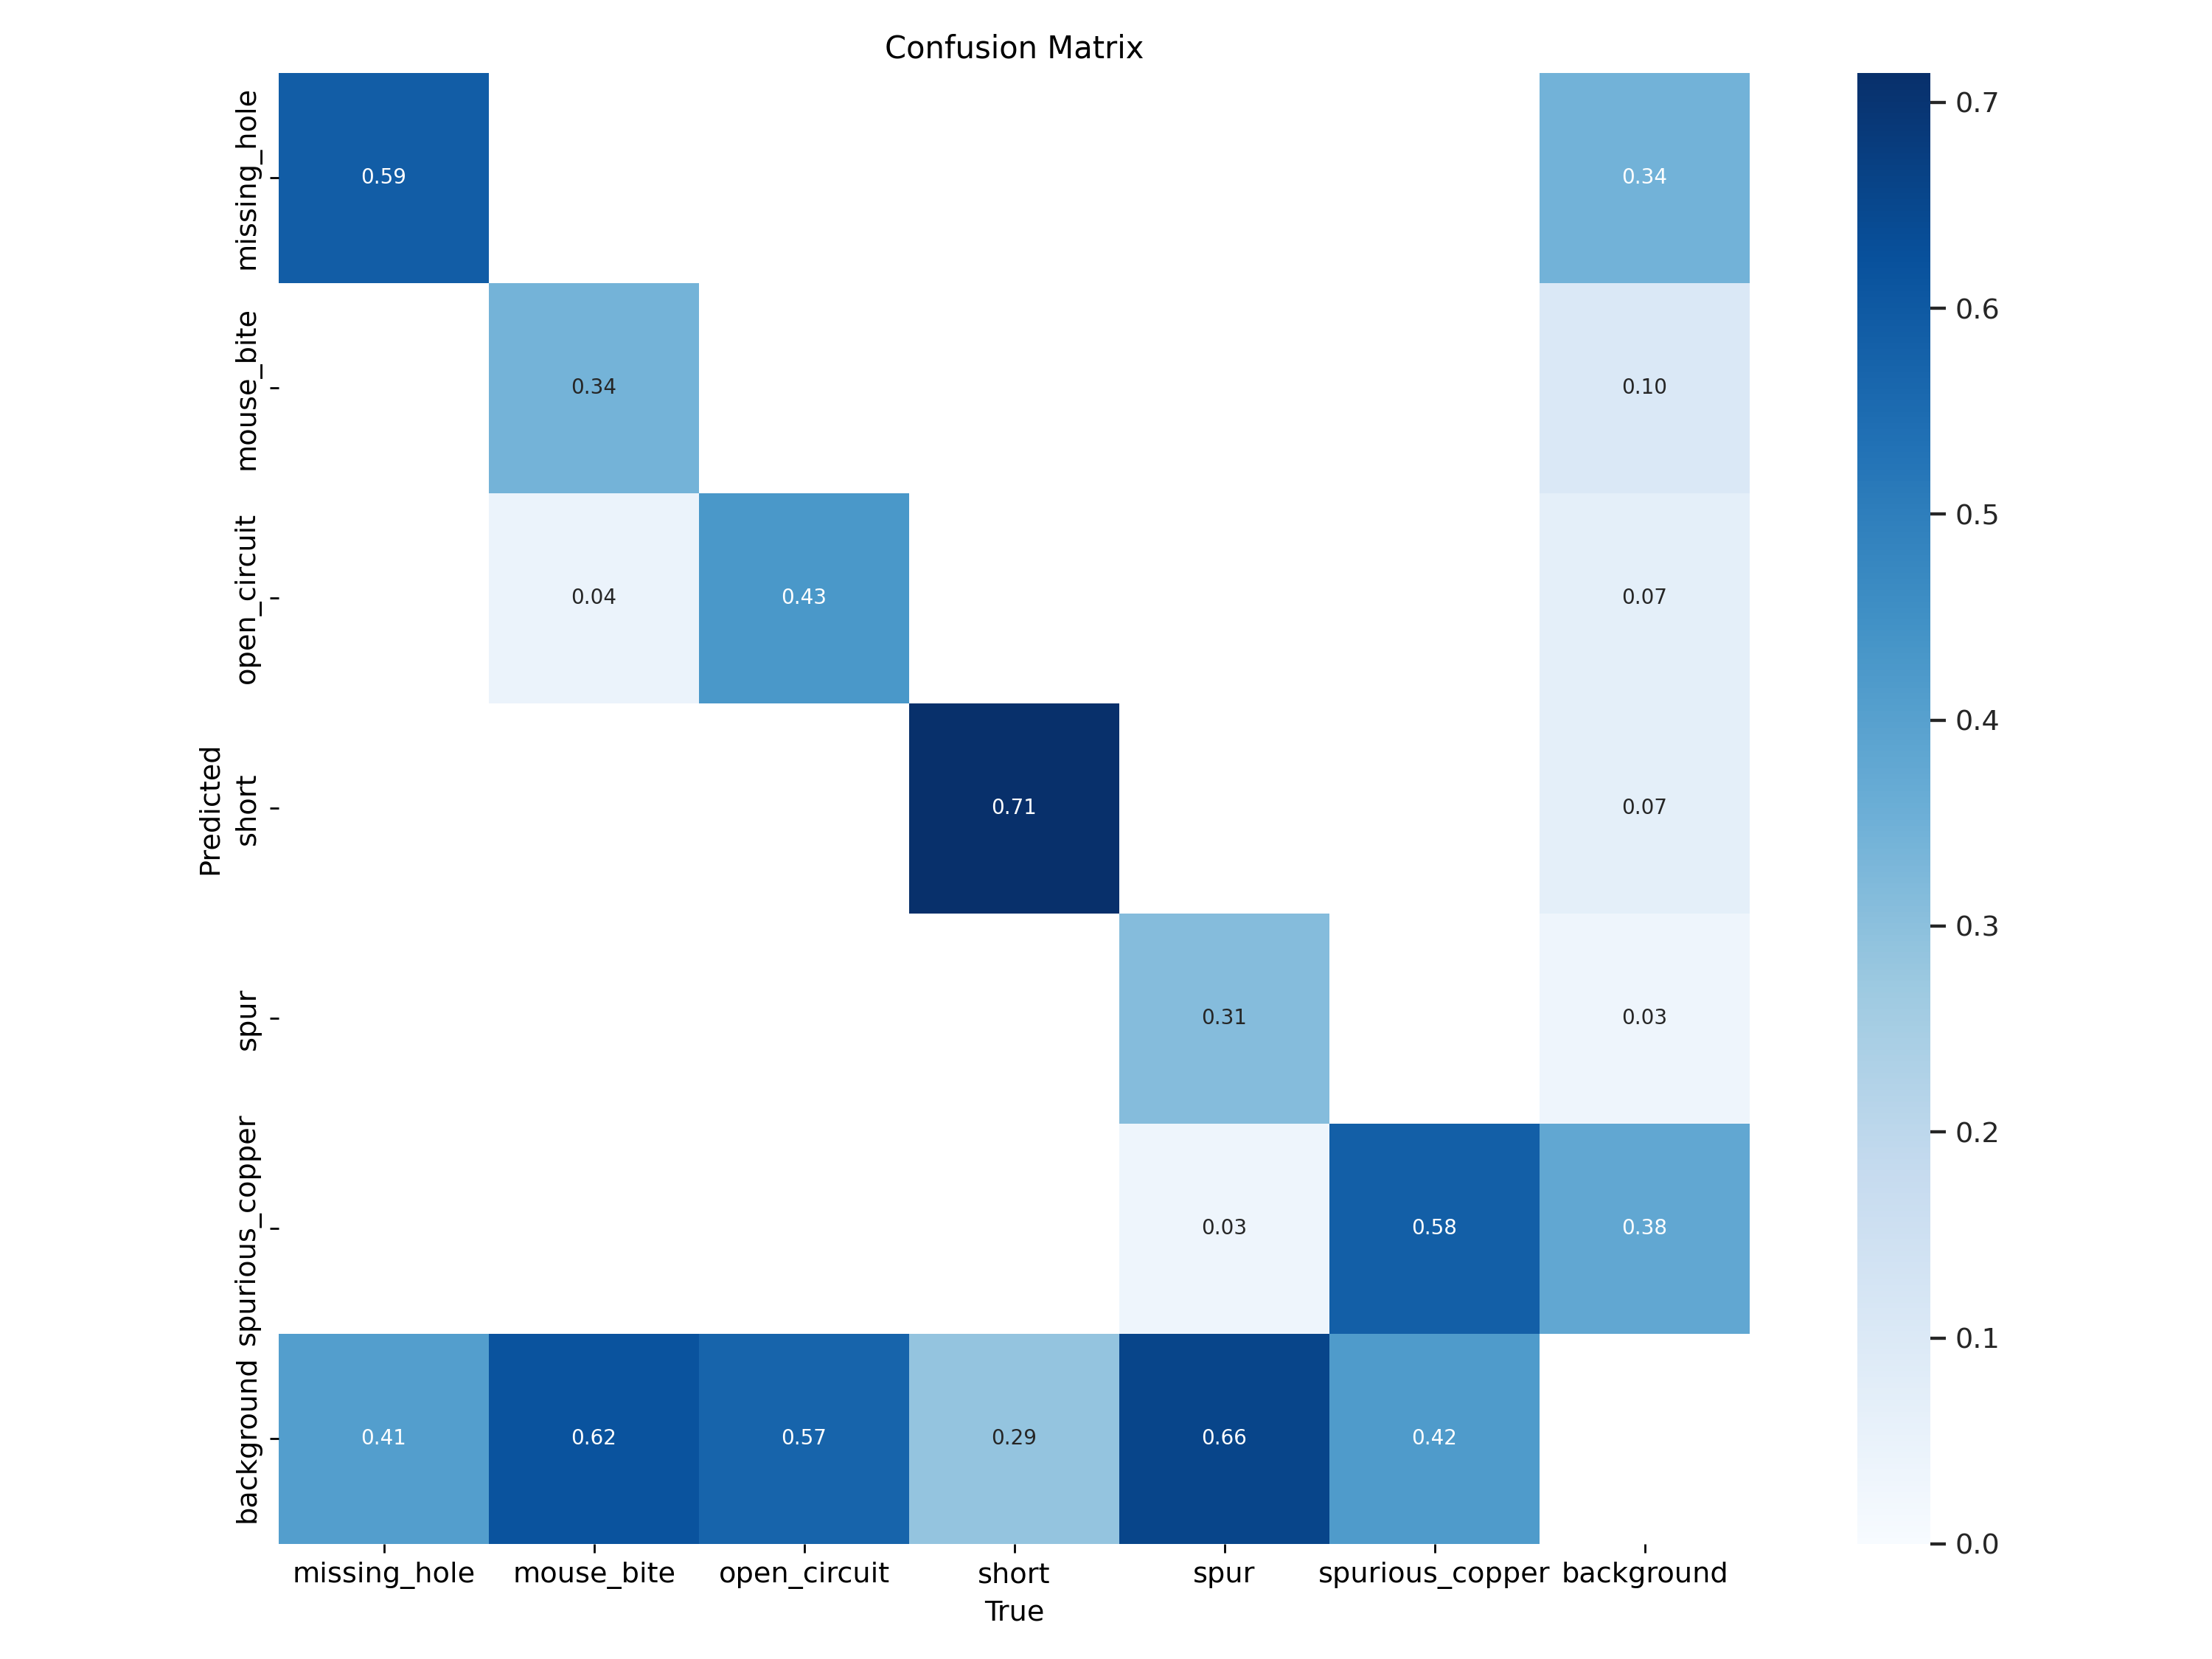 Confusion Matrix
Predicted
missing_hole
0.59
0.34
mouse_bite
0.34
0.10
open_circuit
0.04
0.43
0.07
short
0.71
0.07
spur
0.31
0.03
spurious_copper
0.03
0.58
0.38
background
0.41
0.62
0.57
0.29
0.66
0.42
missing_hole
mouse_bite
open_circuit
short
spur
spurious_copper
background
True
0.7
0.6
0.5
0.4
0.3
0.2
0.1
0.0